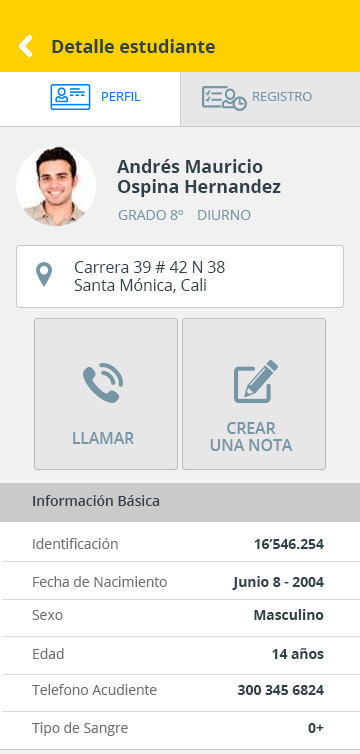 Detalle estudiante
PERFIL
REGISTRO
Andrés Mauricio
Ospina Hernandez
GRADO 8º DIURNO
Carrera 39 # 42 N 38
Santa Mónica, Cali
LLAMAR
CREAR
UNA NOTA
Información Básica
Identificación 16’546.254
Fecha de Nacimiento Junio 8 - 2004
Sexo Masculino
Edad 14 años
Telefono Acudiente 300 345 6824
Tipo de Sangre 0+